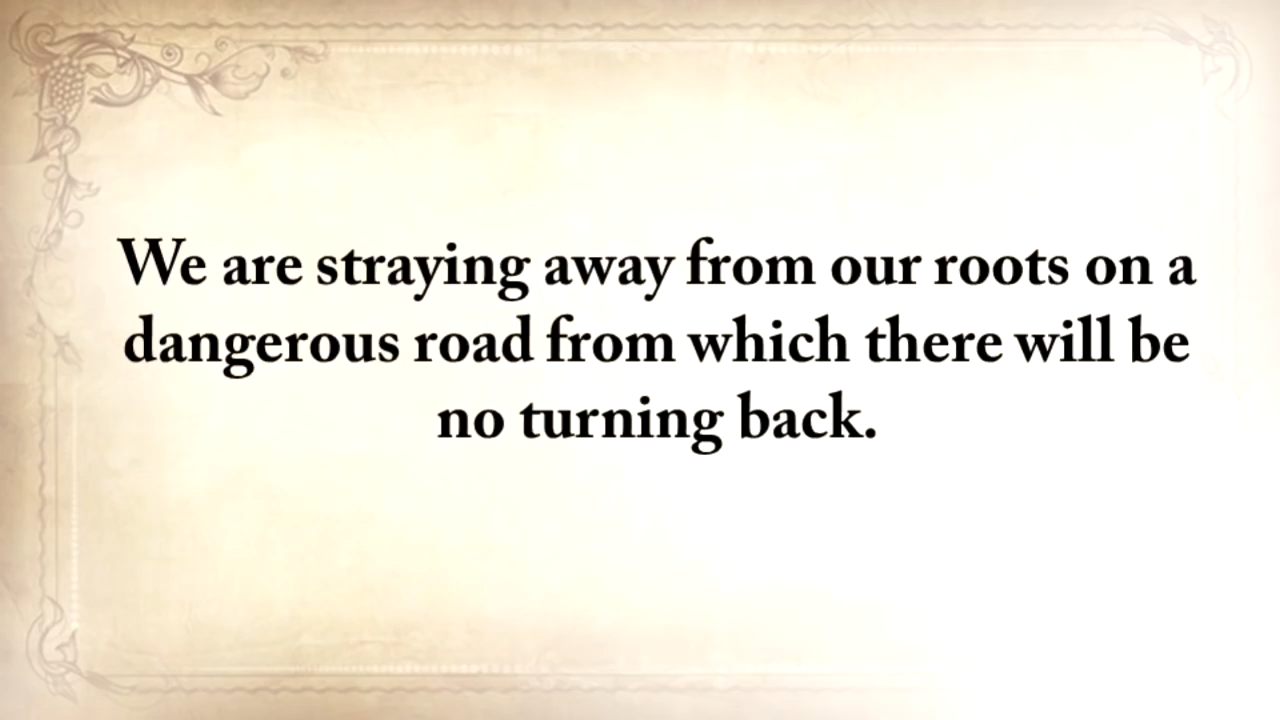 We are straying away from our roots on a
dangerous road from which there will be
no turning back.